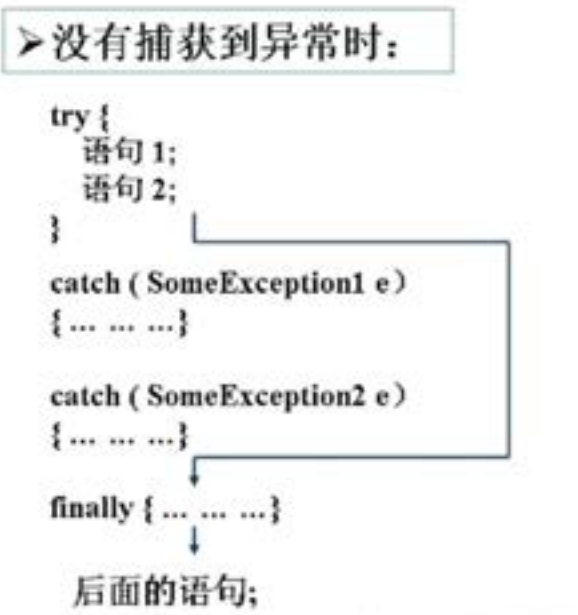 ➢没有捕获到异常时：
try {
语句 1;
语句 2;
}
catch ( SomeException1 e）
{ ... ... ...}
catch ( SomeException2 e）
{ ... ... ...}
finally { ... ... ...}
后面的语句;